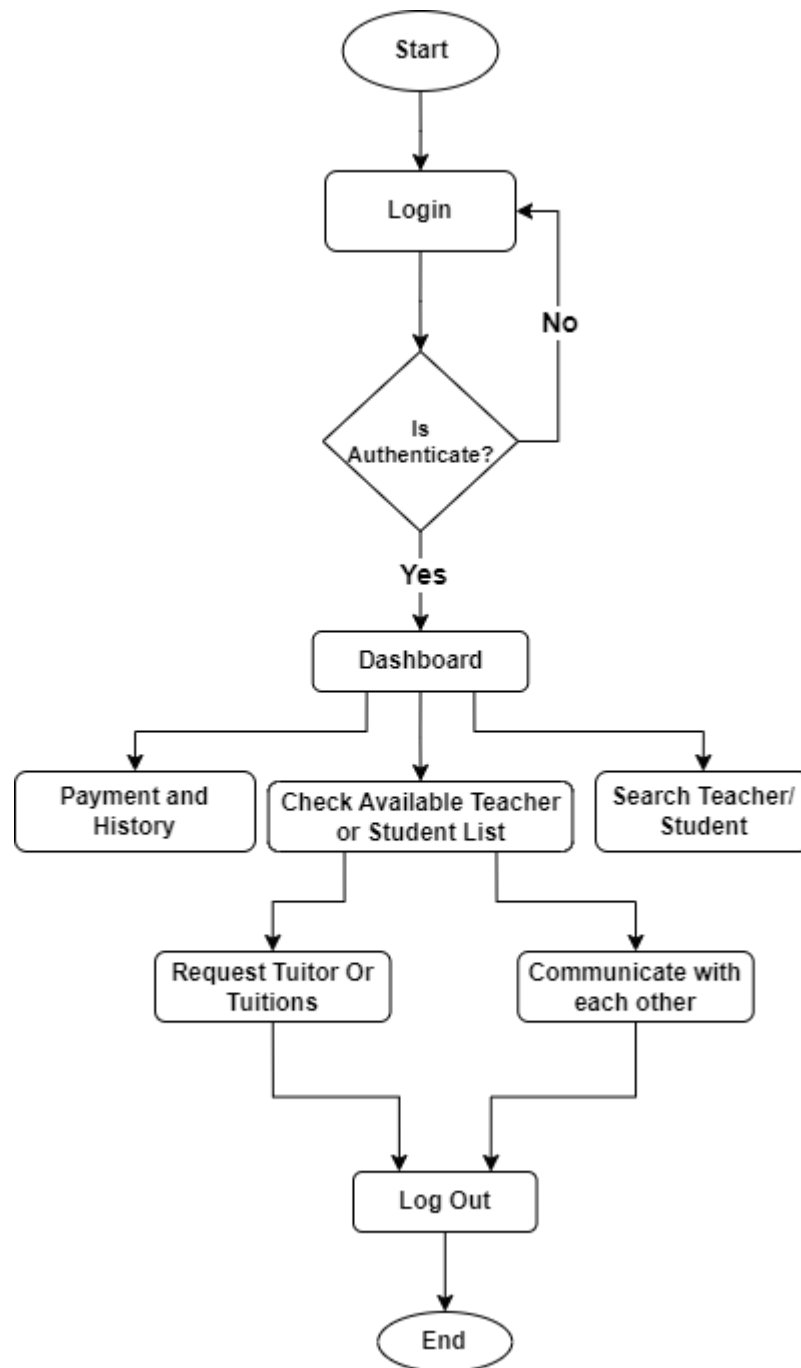 Start
Login
No
Is
Authenticate?
Yes
Dashboard
Payment and
History
Check Available Teacher
or Student List
Search Teacher/
Student
Request Tuitor Or
Tuitions
Communicate with
each other
Log Out
End